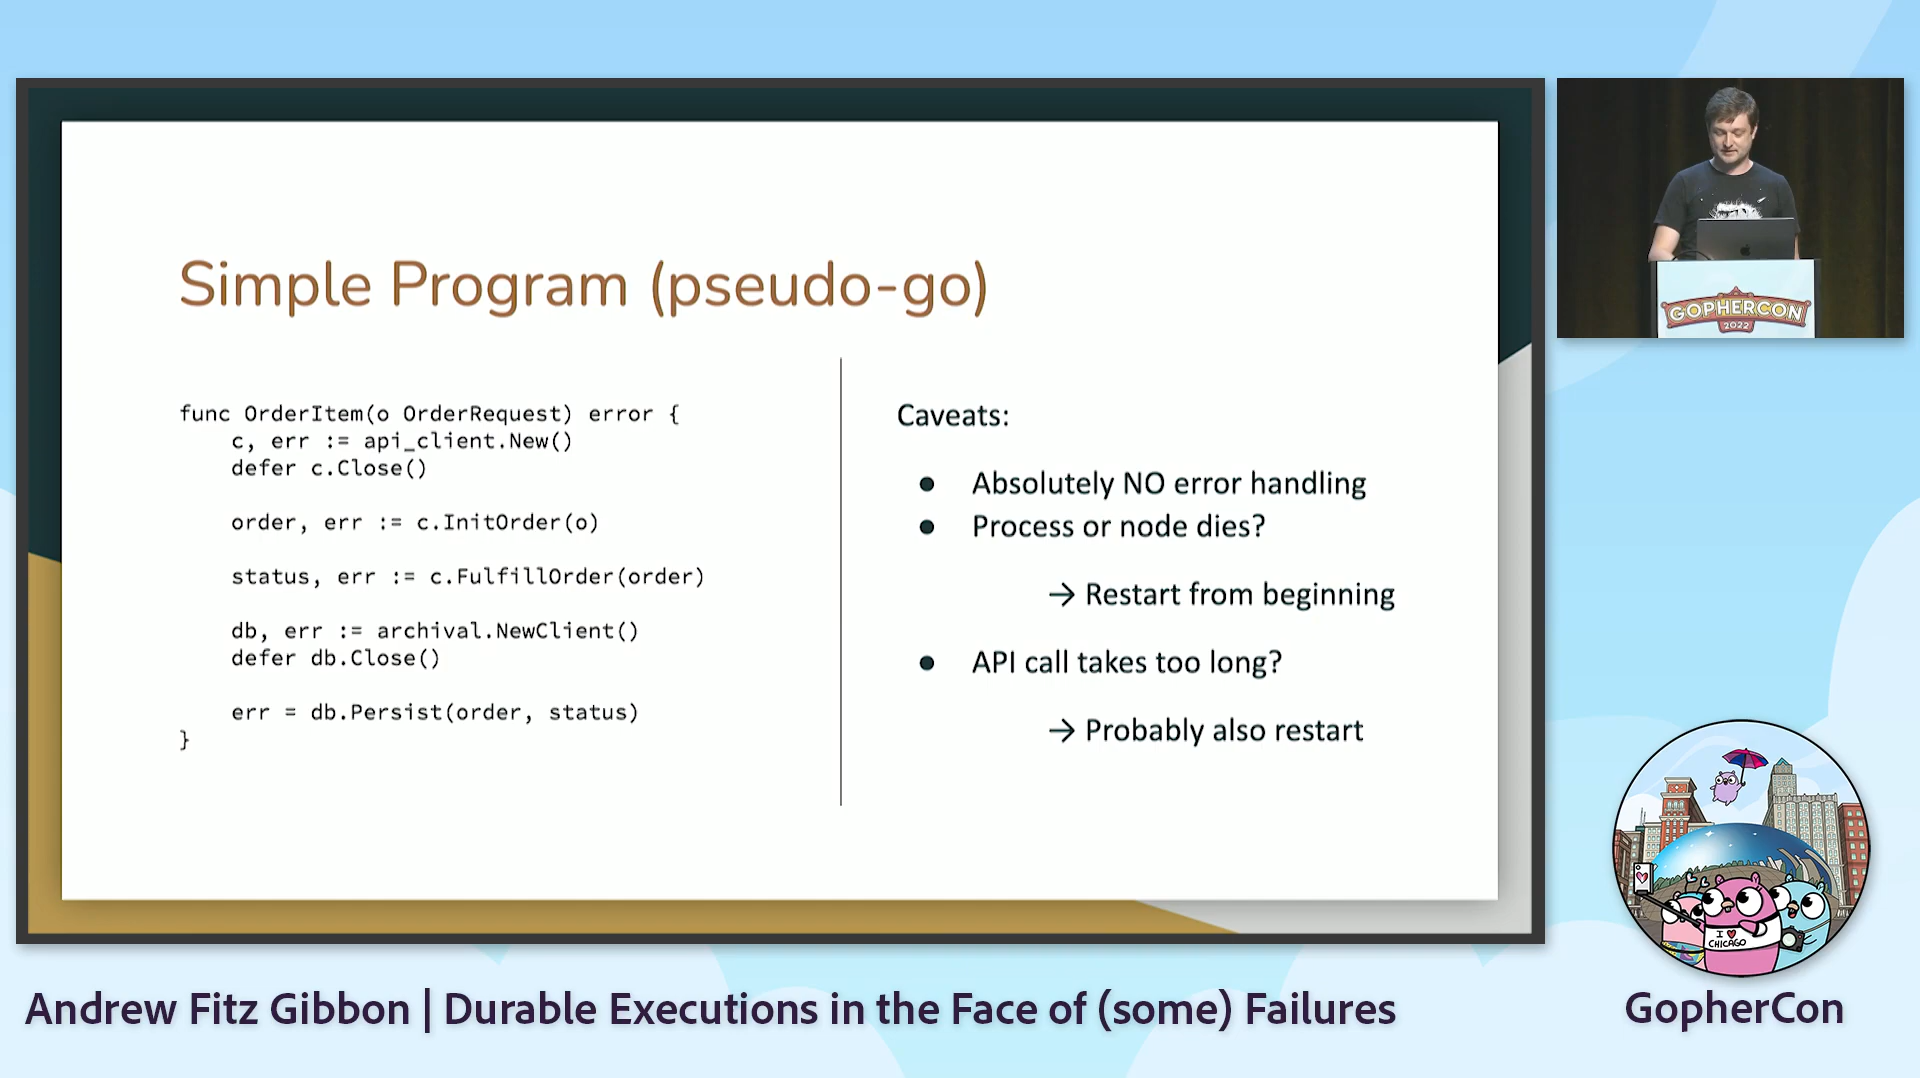 Simple Program (pseudo-go)
func OrderItem(o OrderRequest) error {
    c, err := api_client.New()
    defer c.Close()
    order, err := c.InitOrder(o)
    status, err := c.FulfillOrder(order)
    db, err := archival.NewClient()
    defer db.Close()
    err = db.Persist(order, status)
}
Caveats:
● Absolutely NO error handling
● Process or node dies?
→ Restart from beginning
● API call takes too long?
→ Probably also restart
GOPHERCON
2022
I ♥
CHICAGO
Andrew Fitz Gibbon | Durable Executions in the Face of (some) Failures
GopherCon